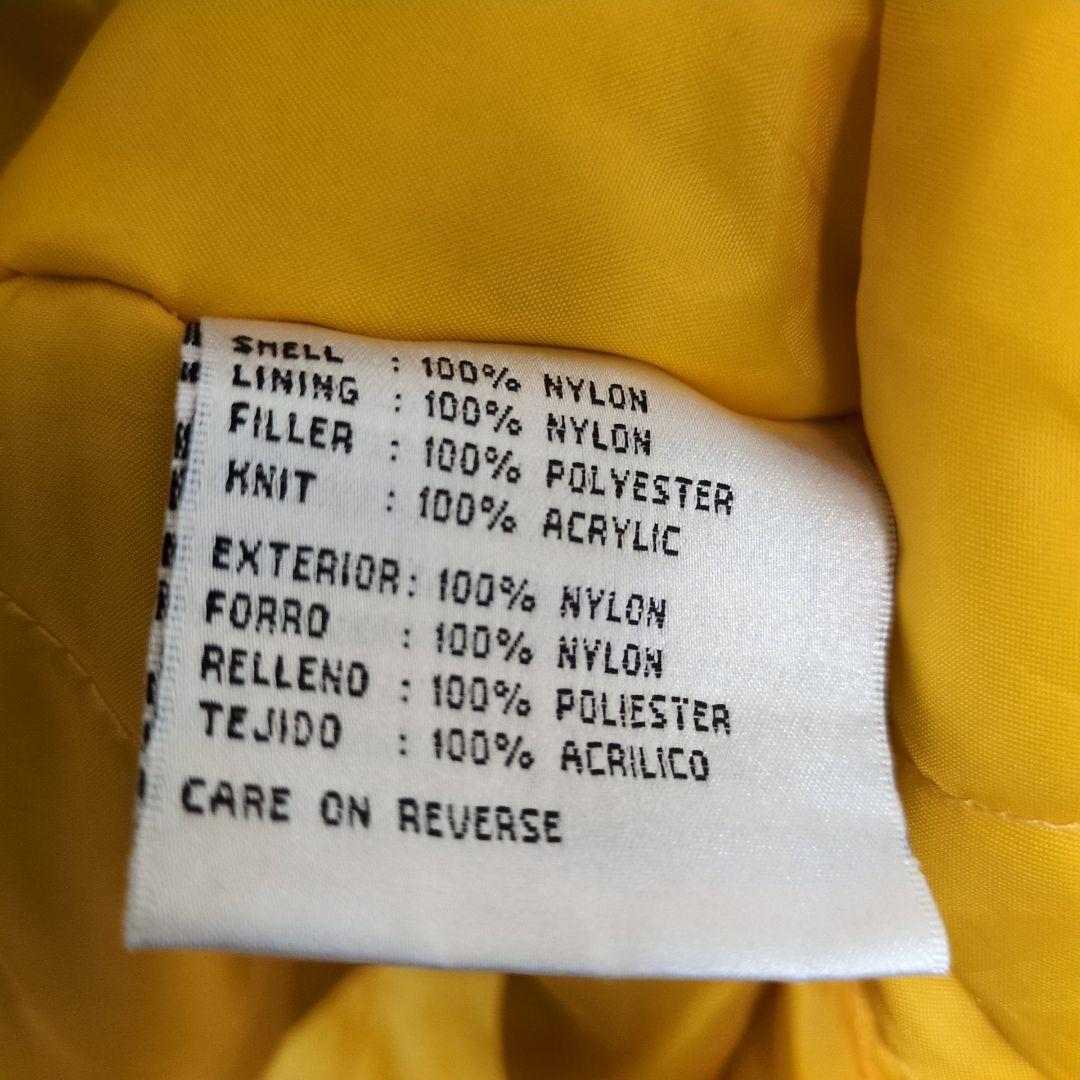 SHELL : 100% NYLON
LINING : 100% NYLON
FILLER : 100% POLYESTER
KNIT : 100% ACRYLIC
EXTERIOR: 100% NYLON
FORRO : 100% NYLON
RELLENO : 100% POLIESTER
TEJIDO : 100% ACRILICO
CARE ON REVERSE